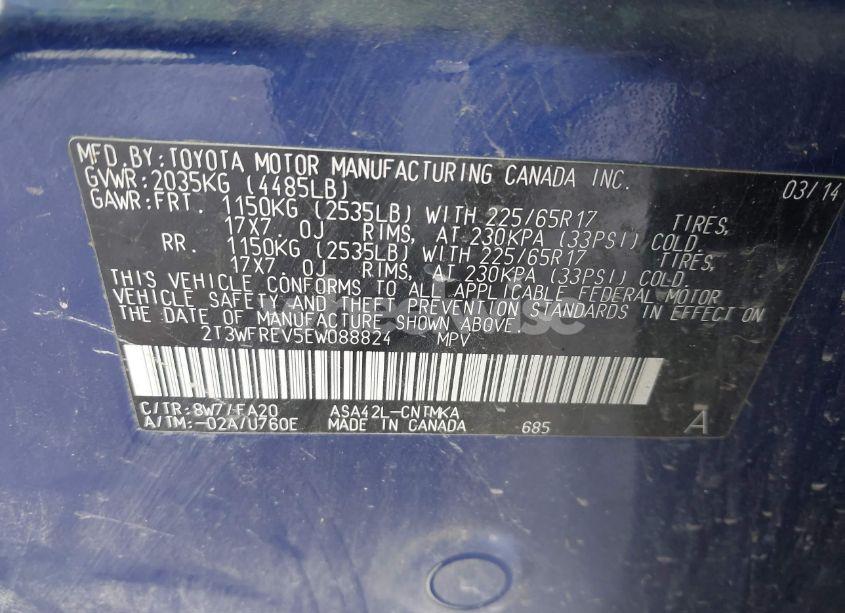 MFD. BY: TOYOTA MOTOR MANUFACTURING CANADA INC. 03/14
GVWR: 2035KG (4485LB)
GAWR: FRT. 1150KG (2535LB) WITH 225/65R17 TIRES,
17X7. 0J RIMS, AT 230KPA (33PSI) COLD.
RR. 1150KG (2535LB) WITH 225/65R17 TIRES,
17X7. 0J RIMS, AT 230KPA (33PSI) COLD.
THIS VEHICLE CONFORMS TO ALL APPLICABLE FEDERAL MOTOR
VEHICLE SAFETY AND THEFT PREVENTION STANDARDS IN EFFECT ON
THE DATE OF MANUFACTURE SHOWN ABOVE.
2T3WFREV5EW088824 MPV
C/TR: 8W7/FA20 ASA42L-CNTMKA
A/TM: -02A/U760E MADE IN CANADA 685 A